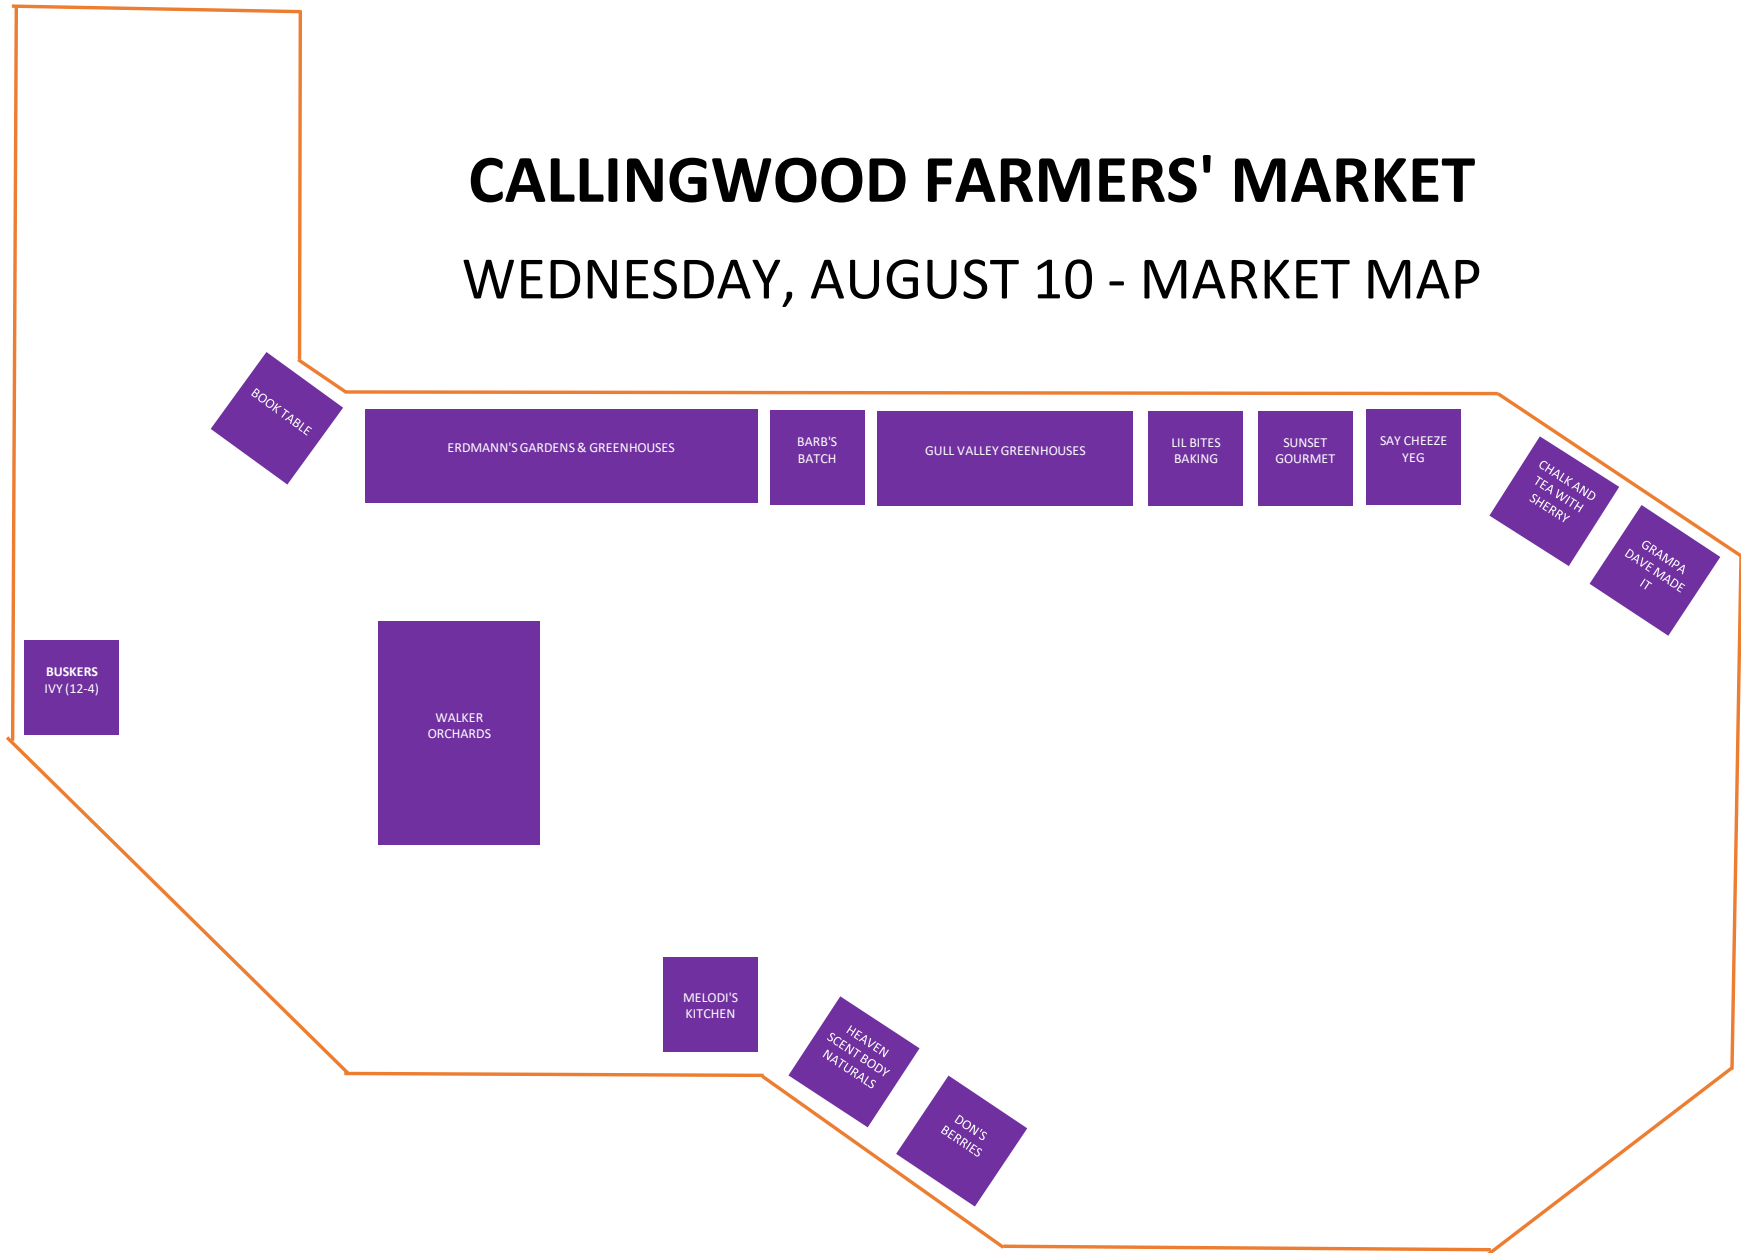 CALLINGWOOD FARMERS' MARKET
WEDNESDAY, AUGUST 10 - MARKET MAP
BOOK TABLE
ERDMANN'S GARDENS & GREENHOUSES
BARB'S
BATCH
GULL VALLEY GREENHOUSES
LIL BITES
BAKING
SUNSET
GOURMET
SAY CHEEZE
YEG
CHALK AND
TEA WITH
SHERRY
GRAMPA
DAVE MADE
IT
BUSKERS
IVY (12-4)
WALKER
ORCHARDS
MELODI'S
KITCHEN
HEAVEN
SCENT BODY
NATURALS
DON'S
BERRIES